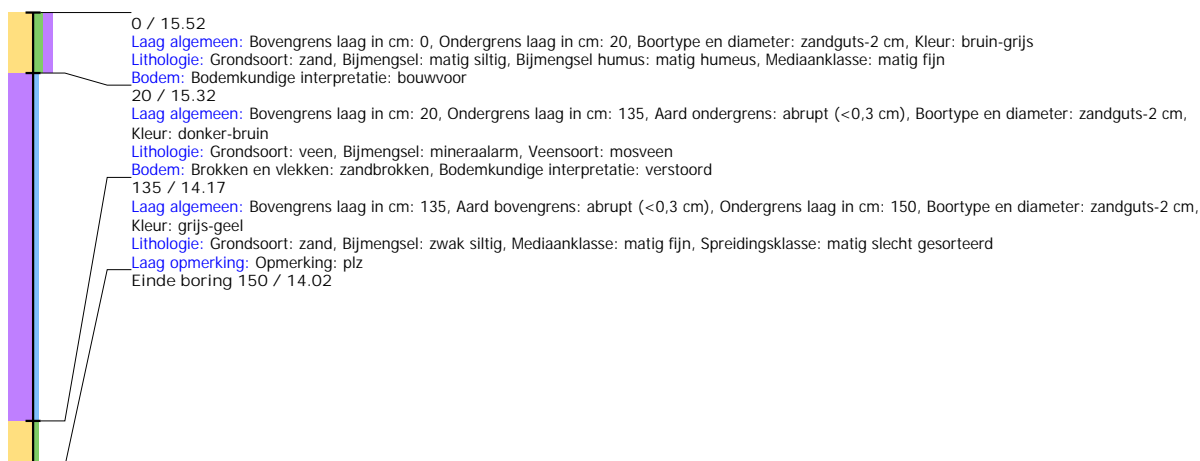 0 / 15.52
Laag algemeen: Bovengrens laag in cm: 0, Ondergrens laag in cm: 20, Boortype en diameter: zandguts-2 cm, Kleur: bruin-grijs
Lithologie: Grondsoort: zand, Bijmengsel: matig siltig, Bijmengsel humus: matig humeus, Mediaanklasse: matig fijn
Bodem: Bodemkundige interpretatie: bouwvoor
20 / 15.32
Laag algemeen: Bovengrens laag in cm: 20, Ondergrens laag in cm: 135, Aard ondergrens: abrupt (<0,3 cm), Boortype en diameter: zandguts-2 cm,
Kleur: donker-bruin
Lithologie: Grondsoort: veen, Bijmengsel: mineraalarm, Veensoort: mosveen
Bodem: Brokken en vlekken: zandbrokken, Bodemkundige interpretatie: verstoord
135 / 14.17
Laag algemeen: Bovengrens laag in cm: 135, Aard bovengrens: abrupt (<0,3 cm), Ondergrens laag in cm: 150, Boortype en diameter: zandguts-2 cm,
Kleur: grijs-geel
Lithologie: Grondsoort: zand, Bijmengsel: zwak siltig, Mediaanklasse: matig fijn, Spreidingsklasse: matig slecht gesorteerd
Laag opmerking: Opmerking: plz
Einde boring 150 / 14.02